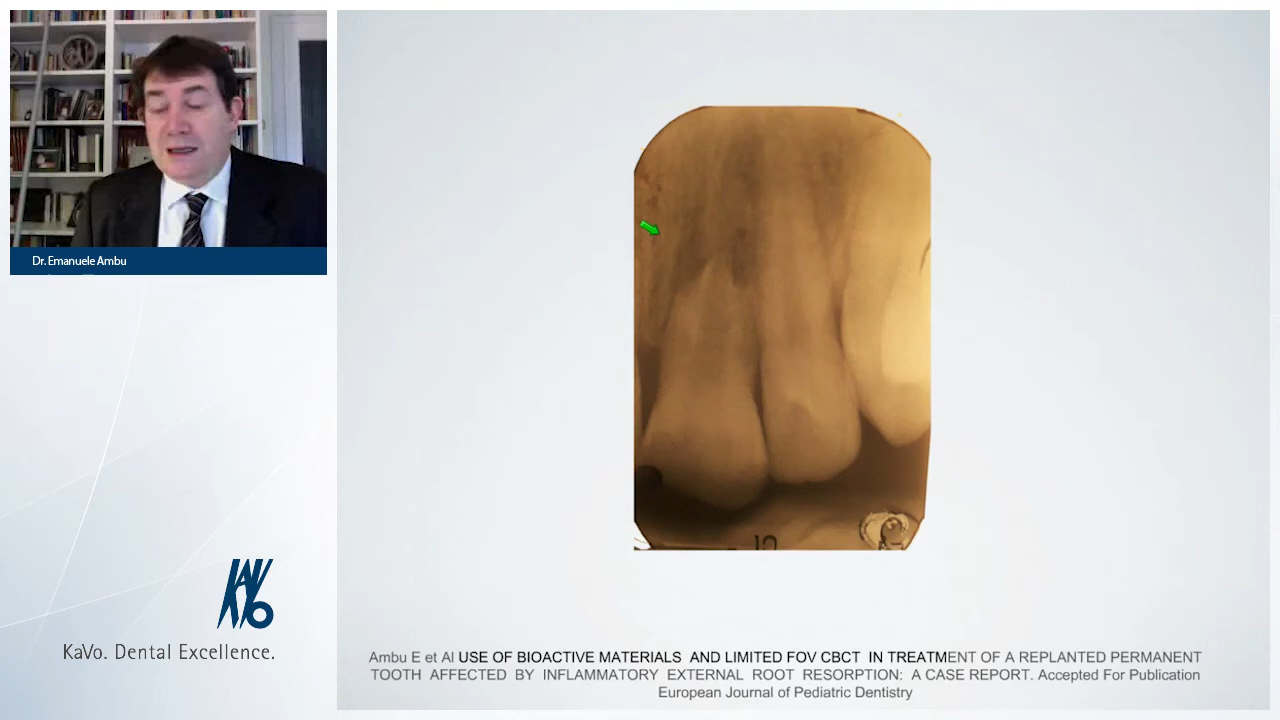 Dr. Emanuele Ambu
KaVo
KaVo. Dental Excellence.
10
Ambu E et Al USE OF BIOACTIVE MATERIALS AND LIMITED FOV CBCT IN TREATMENT OF A REPLANTED PERMANENT
TOOTH AFFECTED BY INFLAMMATORY EXTERNAL ROOT RESORPTION: A CASE REPORT. Accepted For Publication
European Journal of Pediatric Dentistry